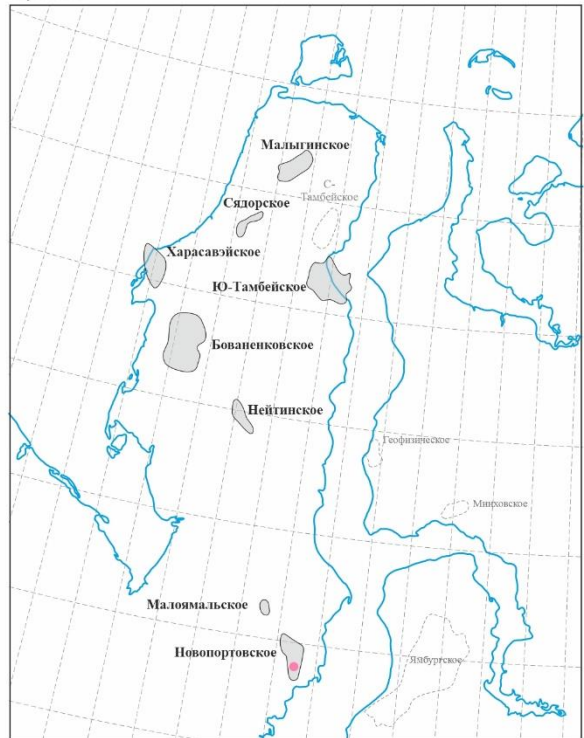 Малыгинское
С-
Тамбейское
Сядорское
Харасавэйское
Ю-Тамбейское
Бованенковское
Нейтинское
Геофизическое
Минховское
Малоямальское
Новопортовское
Ямбургское